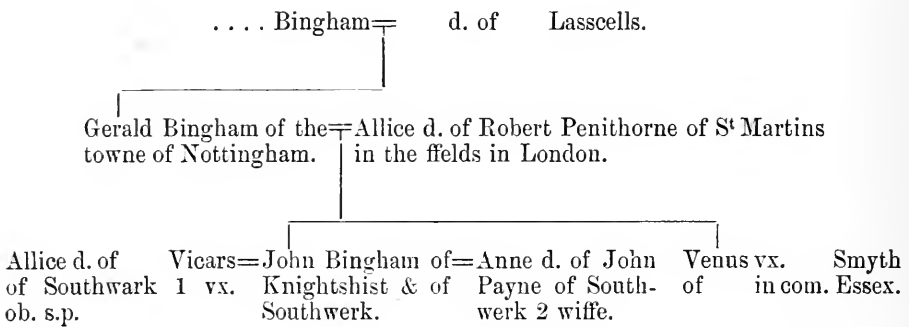 .... Bingham= d. of Lasscells.
Gerald Bingham of the=Allice d. of Robert Penithorne of St Martins
towne of Nottingham. in the ffelds in London.
Allice d. of Vicars=John Bingham of=Anne d. of John Venus vx. Smyth
of Southwark 1 vx. Knightshist & of Payne of South- of in com. Essex.
ob. s.p. Southwerk. werk 2 wiffe.